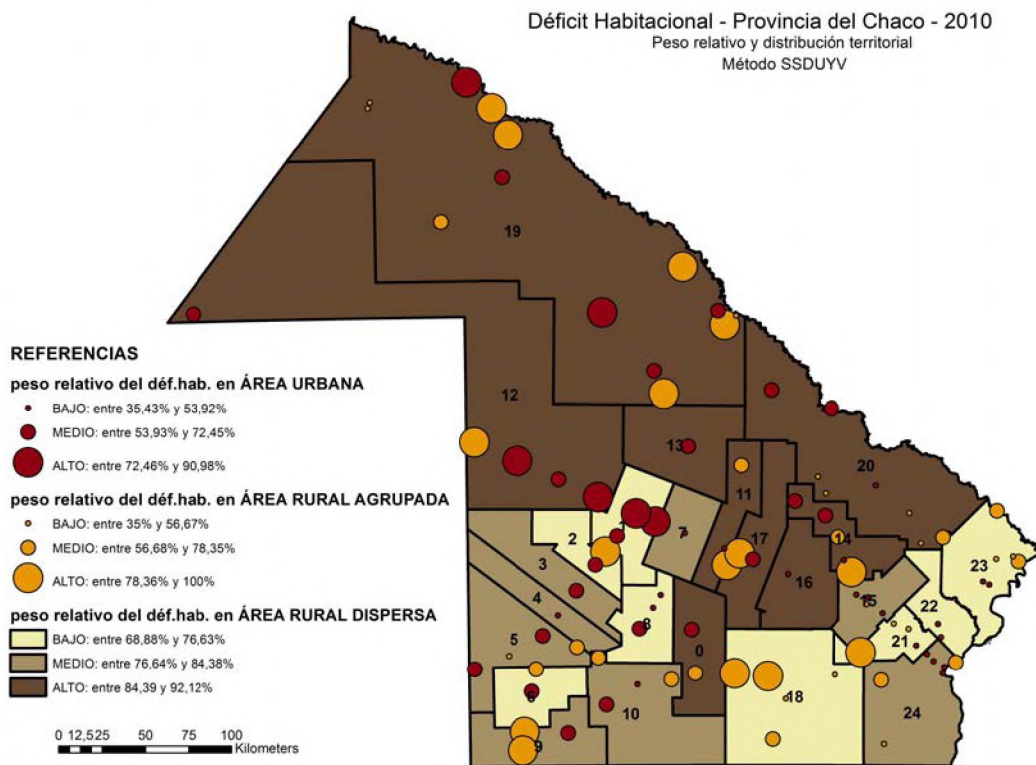 Déficit Habitacional - Provincia del Chaco - 2010
Peso relativo y distribución territorial
Método SSDUYV
19
REFERENCIAS
peso relativo del déf.hab. en ÁREA URBANA
BAJO: entre 35,43% y 53,92%
MEDIO: entre 53,93% y 72,45%
ALTO: entre 72,46% y 90,98%
peso relativo del déf.hab. en ÁREA RURAL AGRUPADA
BAJO: entre 35% y 56,67%
MEDIO: entre 56,68% y 78,35%
ALTO: entre 78,36% y 100%
peso relativo del déf.hab. en ÁREA RURAL DISPERSA
BAJO: entre 68,88% y 76,63%
MEDIO: entre 76,64% y 84,38%
ALTO: entre 84,39 y 92,12%
0 12,5 25 50 75 100
Kilometers
12
13
20
11
2
1
7
17
14
3
16
23
4
15
22
5
8
21
0
6
18
10
24
9